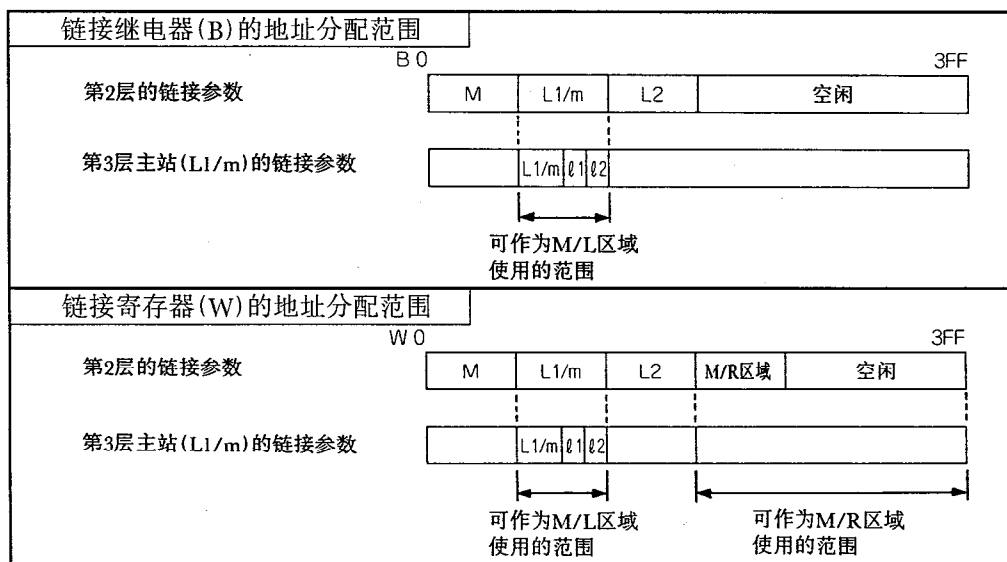 链接继电器(B)的地址分配范围
B 0 3FF
第2层的链接参数 M L1/m L2 空闲
第3层主站(L1/m)的链接参数 L1/m ℓ1 ℓ2
可作为M/L区域
使用的范围
链接寄存器(W)的地址分配范围
W 0 3FF
第2层的链接参数 M L1/m L2 M/R区域 空闲
第3层主站(L1/m)的链接参数 L1/m ℓ1 ℓ2
可作为M/L区域 可作为M/R区域
使用的范围 使用的范围